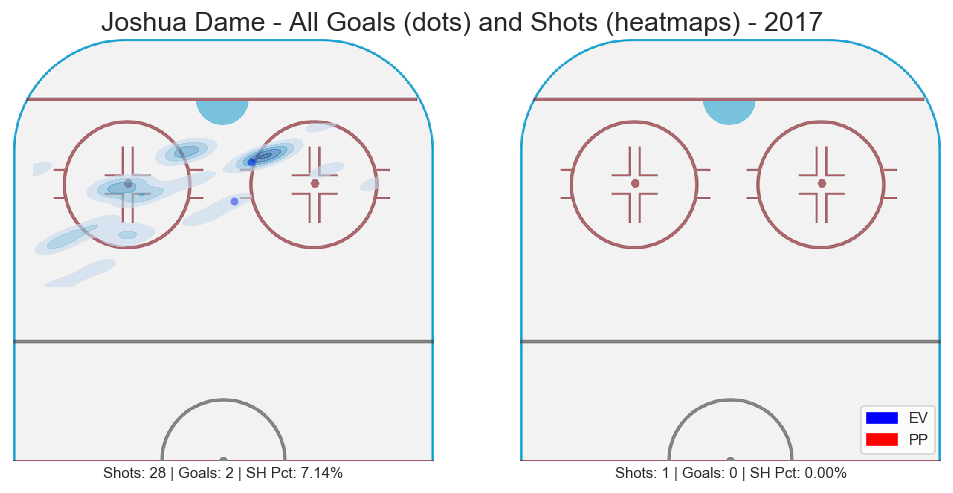 Joshua Dame - All Goals (dots) and Shots (heatmaps) - 2017
EV
PP
Shots: 28 | Goals: 2 | SH Pct: 7.14%
Shots: 1 | Goals: 0 | SH Pct: 0.00%